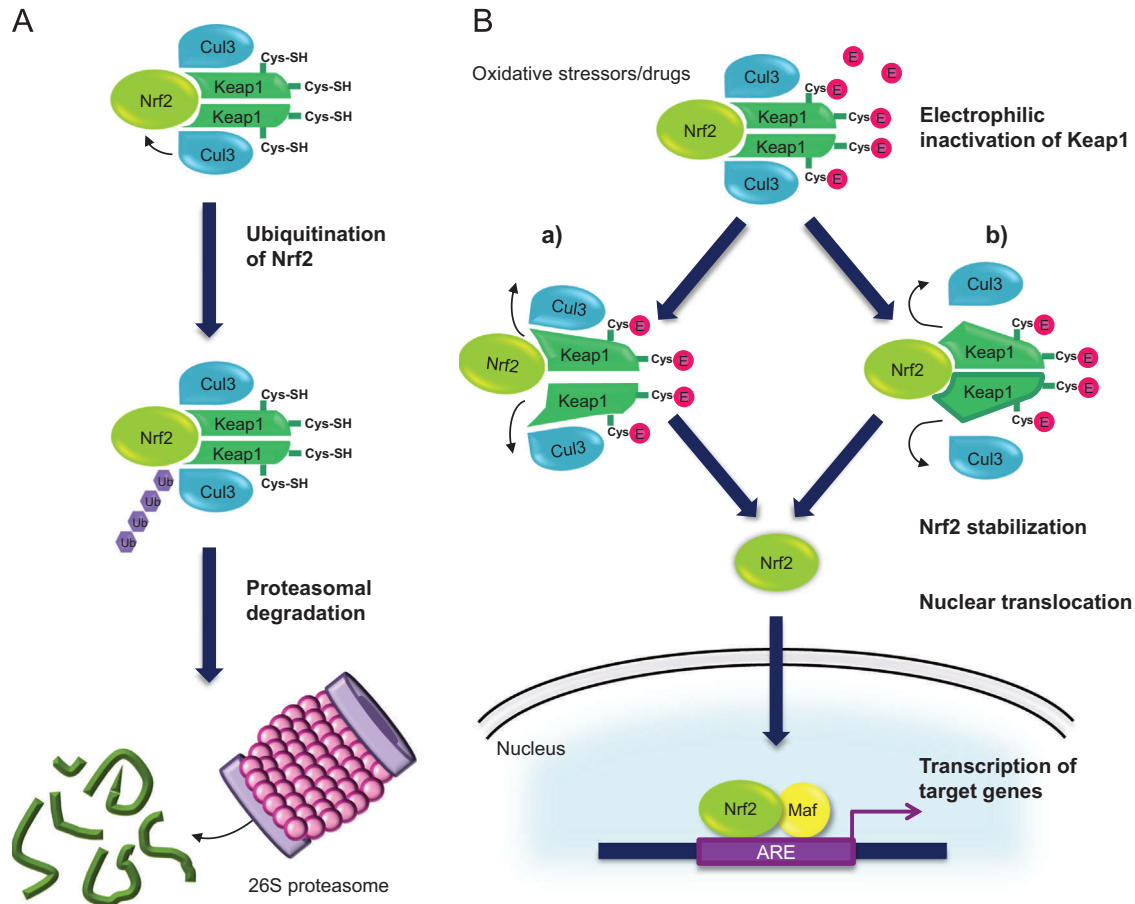 A
Cul3
Cys-SH
Keap1
Cys-SH
Nrf2
Keap1
Cys-SH
Cul3
Cys-SH
Ubiquitination
of Nrf2
Cul3
Cys-SH
Keap1
Cys-SH
Nrf2
Keap1
Cys-SH
Cys-SH
Cul3
Ub
Ub
Ub
Ub
Proteasomal
degradation
26S proteasome
B
Oxidative stressors/drugs
Cul3
E
E
Cys E
Keap1
Cys E
Nrf2
Keap1
Cys E
Cys E
Cul3
Electrophilic
inactivation of Keap1
a)
Cul3
Cys E
Keap1
Cys E
Nrf2
Keap1
Cys E
Cys E
Cul3
b)
Cul3
Cys E
Keap1
Cys E
Nrf2
Keap1
Cys E
Cys E
Cul3
Nrf2 stabilization
Nrf2
Nuclear translocation
Nucleus
Transcription of
target genes
Nrf2
Maf
ARE